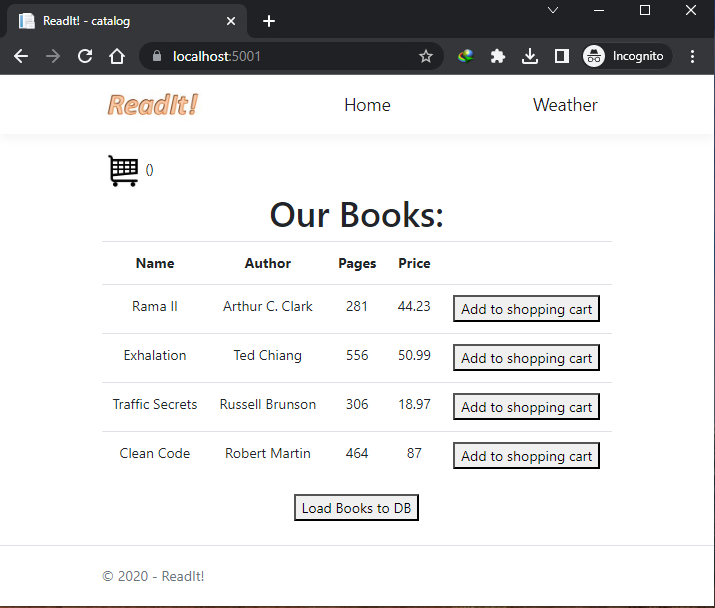 ReadIt! - catalog
localhost:5001
Incognito
ReadIt!
Home
Weather
()
Our Books:
Name Author Pages Price
Rama II Arthur C. Clark 281 44.23 Add to shopping cart
Exhalation Ted Chiang 556 50.99 Add to shopping cart
Traffic Secrets Russell Brunson 306 18.97 Add to shopping cart
Clean Code Robert Martin 464 87 Add to shopping cart
Load Books to DB
© 2020 - ReadIt!